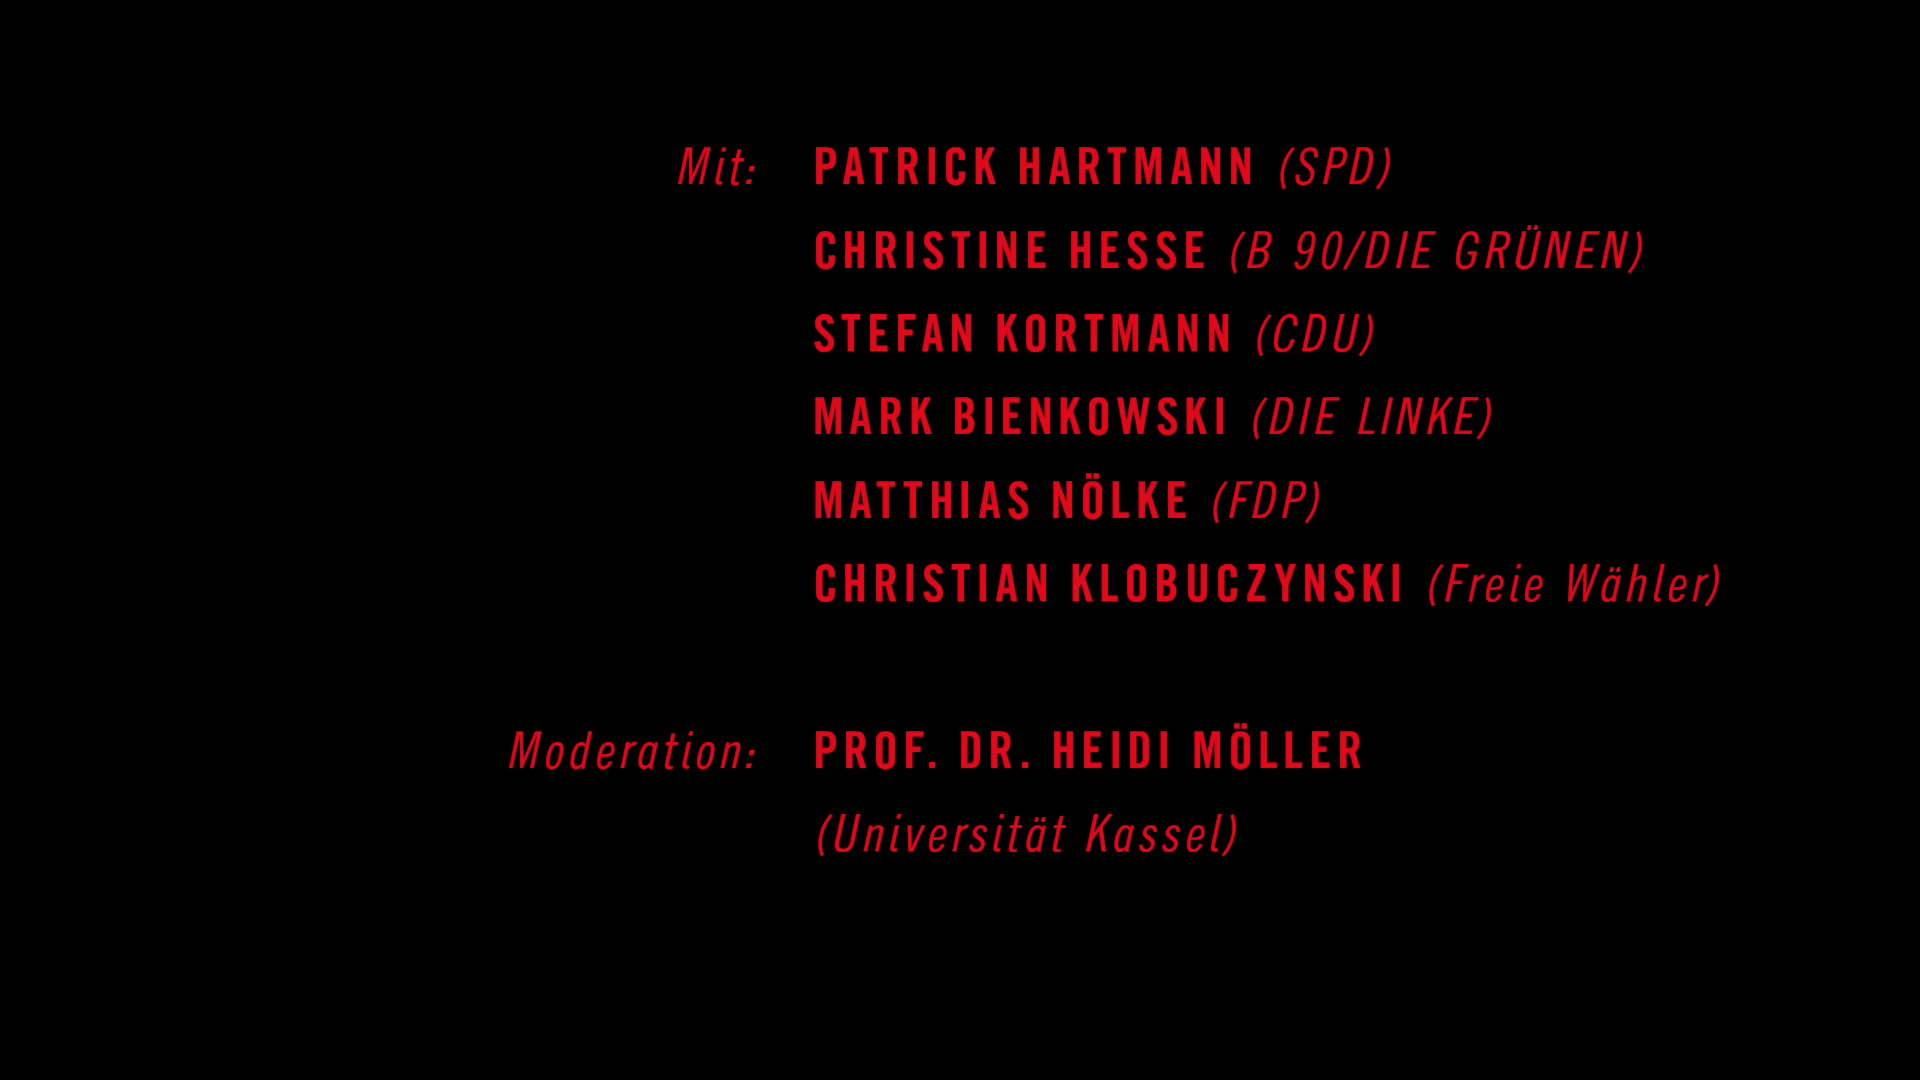 Mit: PATRICK HARTMANN (SPD)
CHRISTINE HESSE (B 90/DIE GRÜNEN)
STEFAN KORTMANN (CDU)
MARK BIENKOWSKI (DIE LINKE)
MATTHIAS NÖLKE (FDP)
CHRISTIAN KLOBUCZYNSKI (Freie Wähler)
Moderation: PROF. DR. HEIDI MÖLLER
(Universität Kassel)